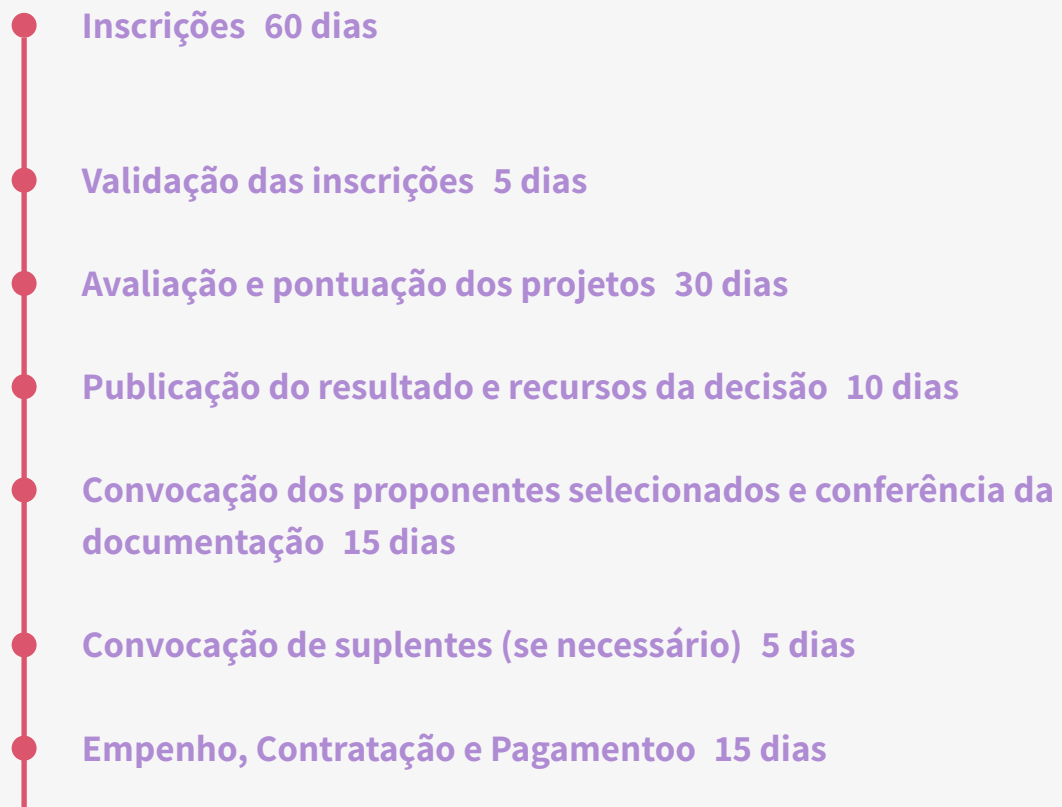 Inscrições 60 dias
Validação das inscrições 5 dias
Avaliação e pontuação dos projetos 30 dias
Publicação do resultado e recursos da decisão 10 dias
Convocação dos proponentes selecionados e conferência da
documentação 15 dias
Convocação de suplentes (se necessário) 5 dias
Empenho, Contratação e Pagamentoo 15 dias